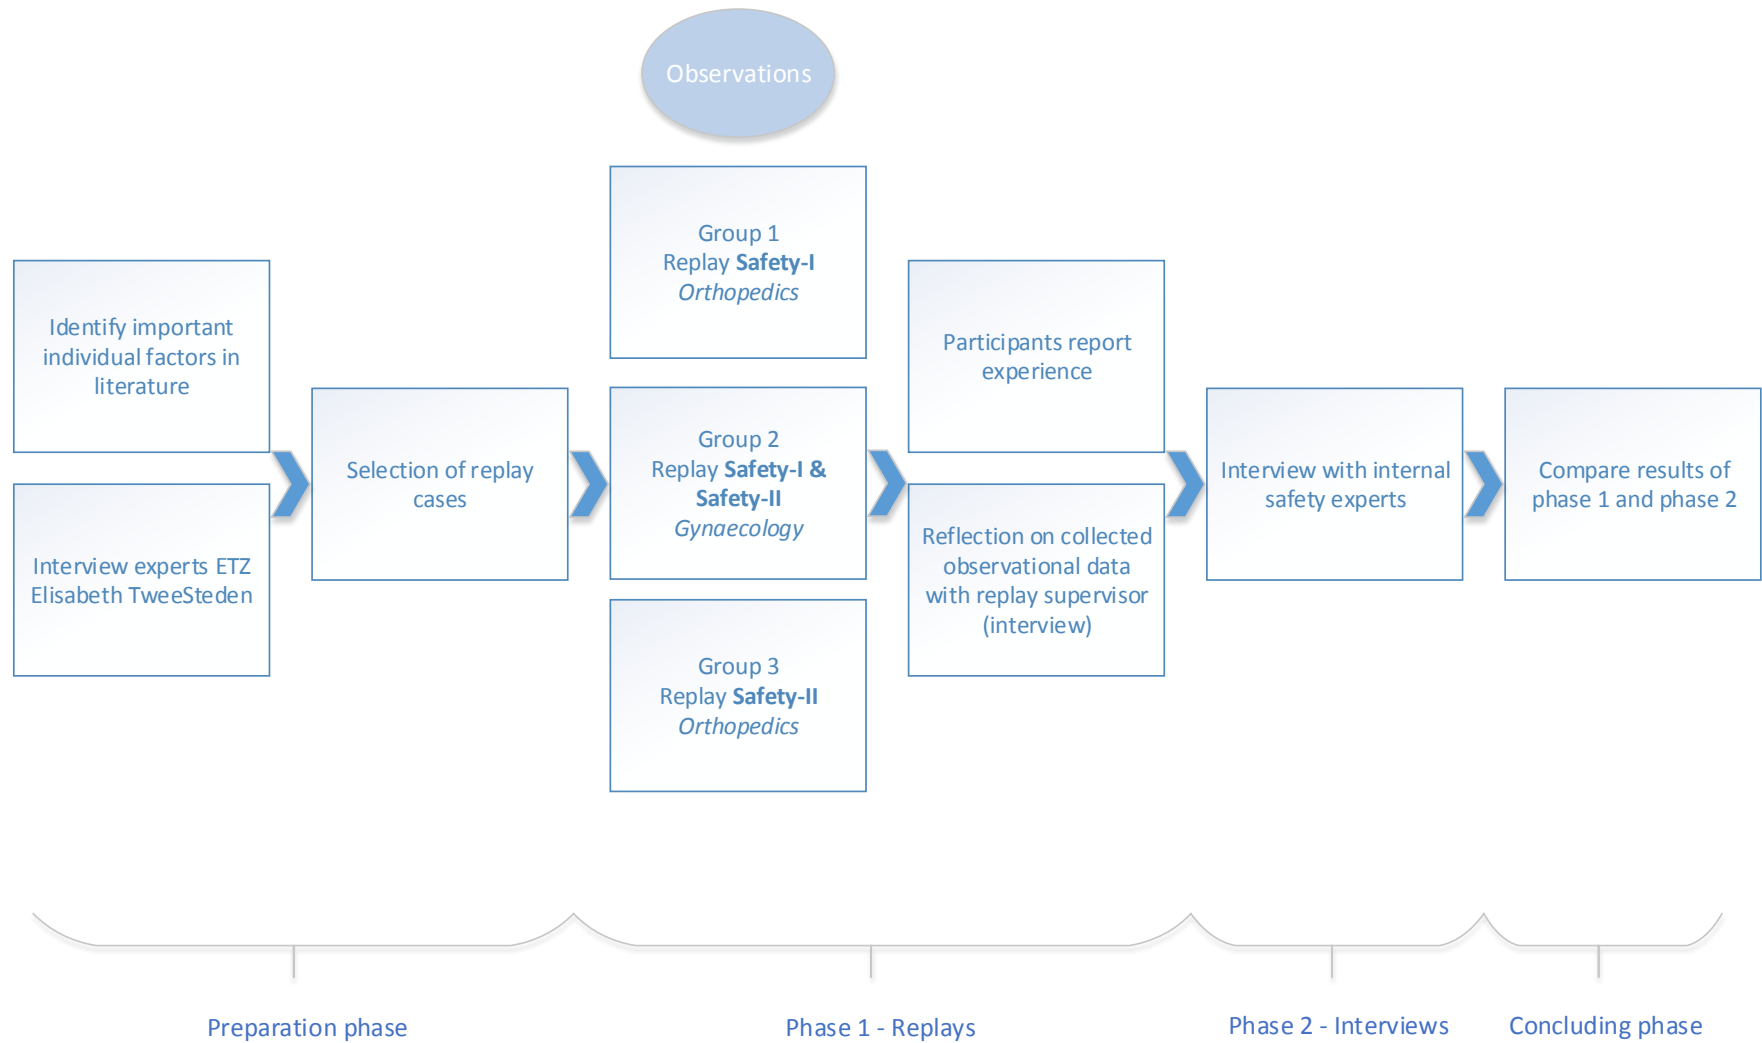 Observations
Identify important
individual factors in
literature
Interview experts ETZ
Elisabeth TweeSteden
Selection of replay
cases
Group 1
Replay Safety-I
Orthopedics
Group 2
Replay Safety-I &
Safety-II
Gynaecology
Group 3
Replay Safety-II
Orthopedics
Participants report
experience
Reflection on collected
observational data
with replay supervisor
(interview)
Interview with internal
safety experts
Compare results of
phase 1 and phase 2
Preparation phase
Phase 1 - Replays
Phase 2 - Interviews
Concluding phase